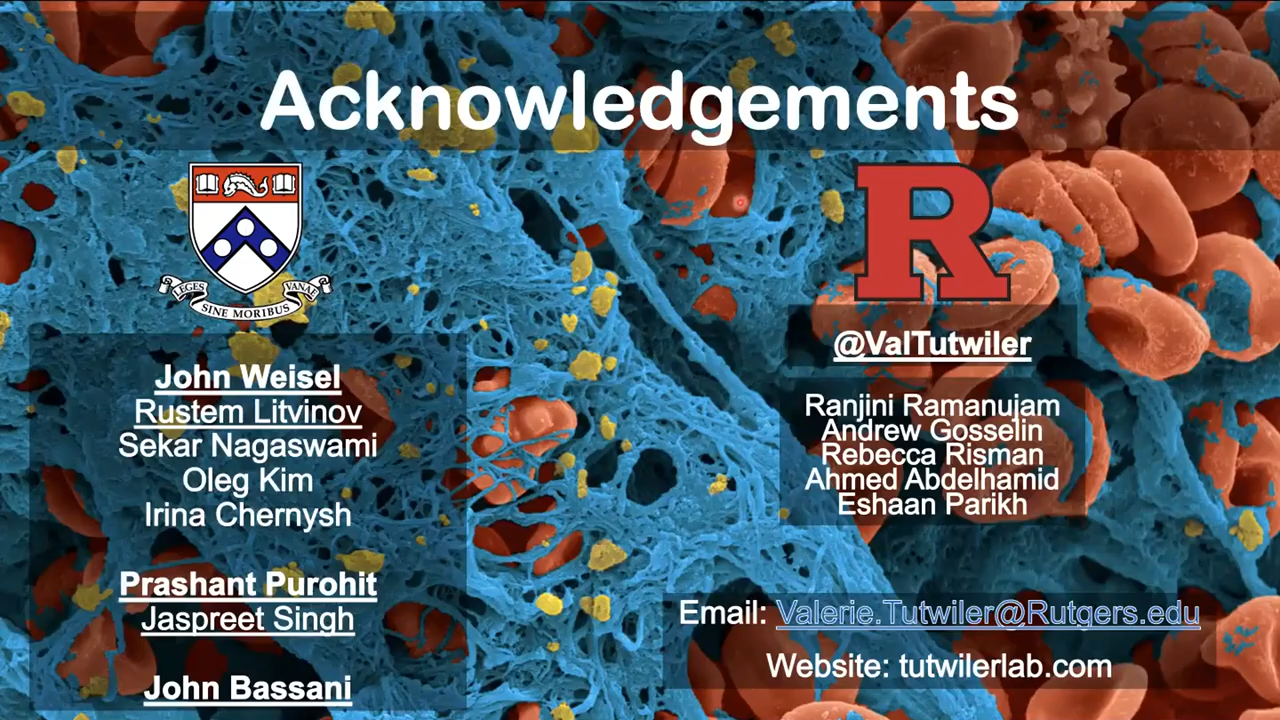 Acknowledgements
LEGES
SINE MORIBUS
VANAE
John Weisel
Rustem Litvinov
Sekar Nagaswami
Oleg Kim
Irina Chernysh
Prashant Purohit
Jaspreet Singh
John Bassani
R
@ValTutwiler
Ranjini Ramanujam
Andrew Gosselin
Rebecca Risman
Ahmed Abdelhamid
Eshaan Parikh
Email: Valerie.Tutwiler@Rutgers.edu
Website: tutwilerlab.com